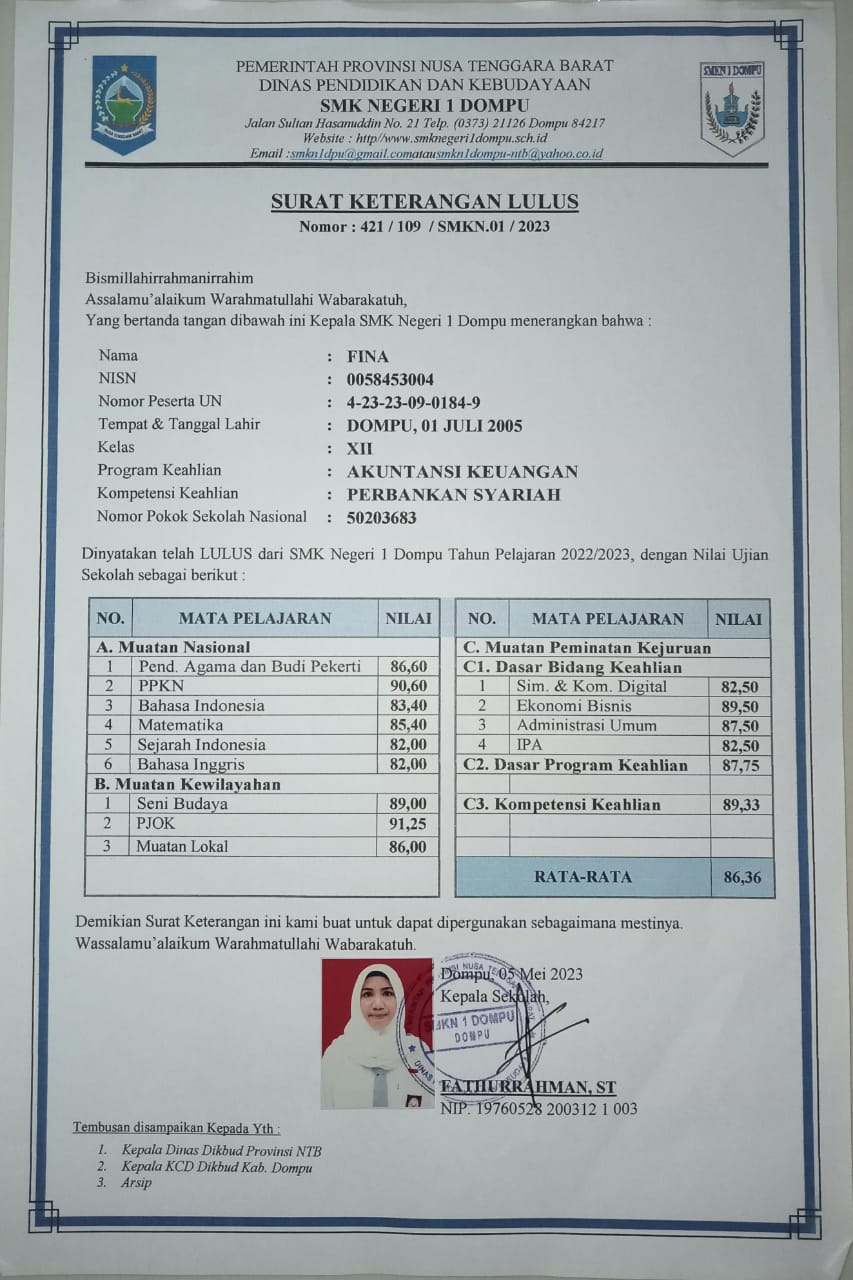 PEMERINTAH PROVINSI NUSA TENGGARA BARAT
DINAS PENDIDIKAN DAN KEBUDAYAAN
SMK NEGERI 1 DOMPU
Jalan Sultan Hasanuddin No. 21 Telp. (0373) 21126 Dompu 84217
Website : http//www.smknegeri1dompu.sch.id
Email :smkn1dpu@gmail.comatausmkn1dompu-ntb@yahoo.co.id
NUSA TENGGARA BARAT
SMKN 1 DOMPU
SURAT KETERANGAN LULUS
Nomor : 421 / 109 / SMKN.01 / 2023
Bismillahirrahmanirrahim
Assalamu'alaikum Warahmatullahi Wabarakatuh,
Yang bertanda tangan dibawah ini Kepala SMK Negeri 1 Dompu menerangkan bahwa :
Nama : FINA
NISN : 0058453004
Nomor Peserta UN : 4-23-23-09-0184-9
Tempat & Tanggal Lahir : DOMPU, 01 JULI 2005
Kelas : XII
Program Keahlian : AKUNTANSI KEUANGAN
Kompetensi Keahlian : PERBANKAN SYARIAH
Nomor Pokok Sekolah Nasional : 50203683
Dinyatakan telah LULUS dari SMK Negeri 1 Dompu Tahun Pelajaran 2022/2023, dengan Nilai Ujian
Sekolah sebagai berikut :
NO. MATA PELAJARAN NILAI
A. Muatan Nasional
1 Pend. Agama dan Budi Pekerti 86,60
2 PPKN 90,60
3 Bahasa Indonesia 83,40
4 Matematika 85,40
5 Sejarah Indonesia 82,00
6 Bahasa Inggris 82,00
B. Muatan Kewilayahan
1 Seni Budaya 89,00
2 PJOK 91,25
3 Muatan Lokal 86,00
NO. MATA PELAJARAN NILAI
C. Muatan Peminatan Kejuruan
C1. Dasar Bidang Keahlian
1 Sim. & Kom. Digital 82,50
2 Ekonomi Bisnis 89,50
3 Administrasi Umum 87,50
4 IPA 82,50
C2. Dasar Program Keahlian 87,75
C3. Kompetensi Keahlian 89,33
RATA-RATA 86,36
Demikian Surat Keterangan ini kami buat untuk dapat dipergunakan sebagaimana mestinya.
Wassalamu'alaikum Warahmatullahi Wabarakatuh.
Dompu, 05 Mei 2023
Kepala Sekolah,
SMKN 1 DOMPU
DOMPU
FATHURRAHMAN, ST
NIP. 19760528 200312 1 003
Tembusan disampaikan Kepada Yth :
1. Kepala Dinas Dikbud Provinsi NTB
2. Kepala KCD Dikbud Kab. Dompu
3. Arsip